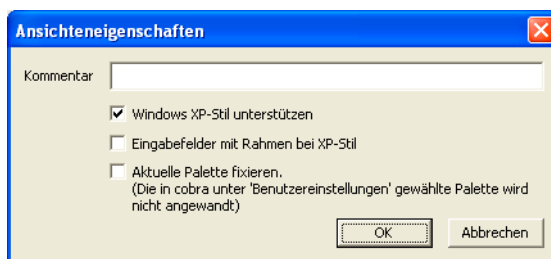 Ansichteneigenschaften
Kommentar
Windows XP-Stil unterstützen
Eingabefelder mit Rahmen bei XP-Stil
Aktuelle Palette fixieren.
(Die in cobra unter 'Benutzereinstellungen' gewählte Palette wird
nicht angewandt)
OK Abbrechen